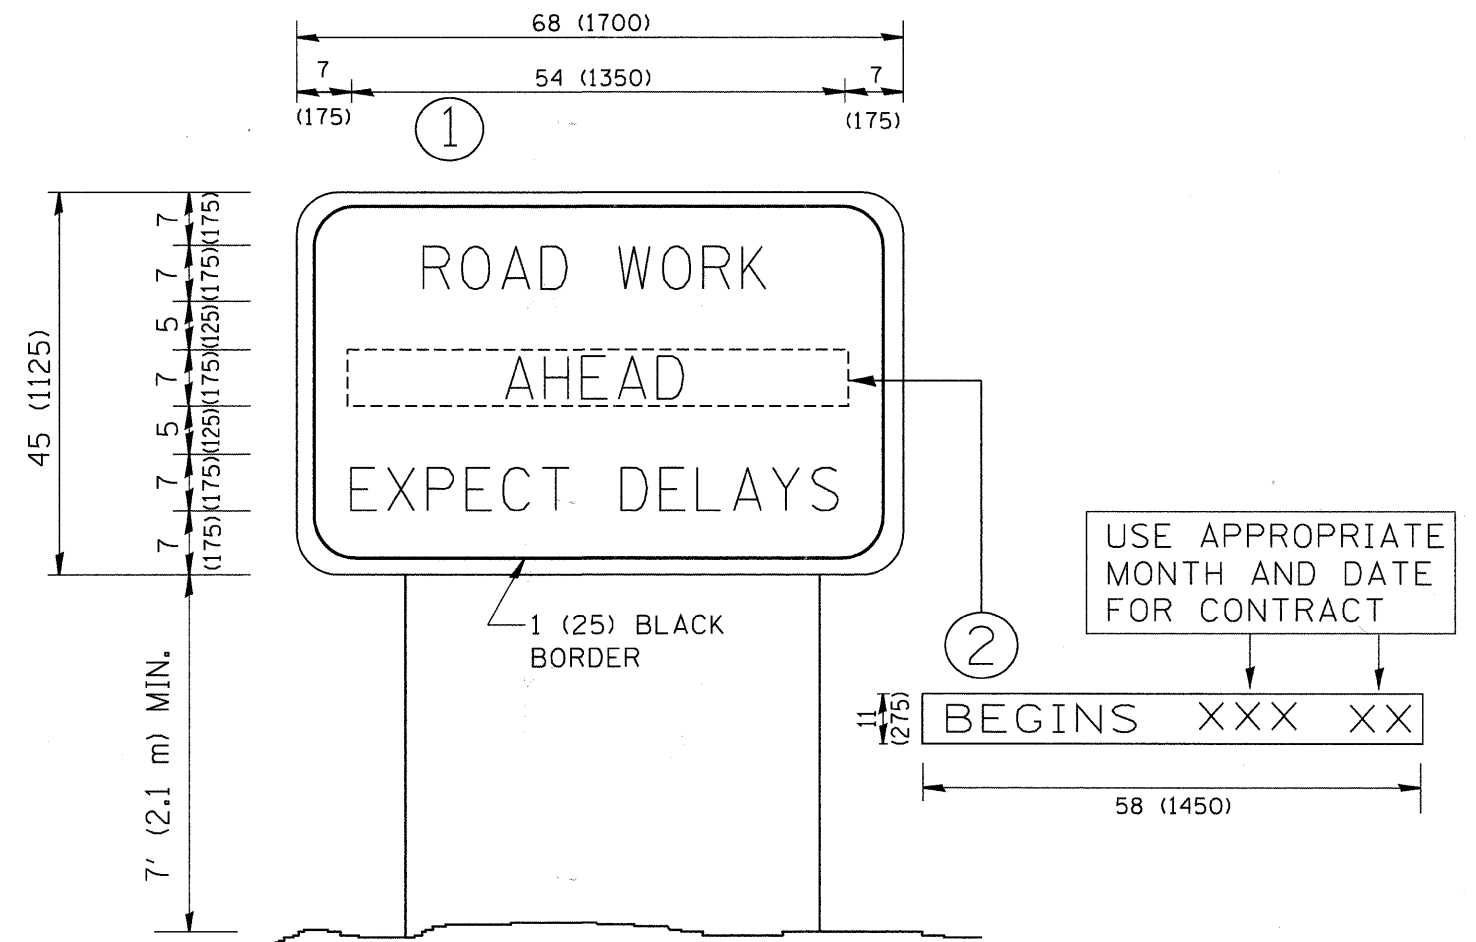 68 (1700)
7
54 (1350)
7
(175)
(175)
1
45 (1125)
7 (175)
7 (175)
5 (125)
7 (175)
5 (125)
7 (175)
7 (175)
ROAD WORK
AHEAD
EXPECT DELAYS
1 (25) BLACK
BORDER
7' (2.1 m) MIN.
2
USE APPROPRIATE
MONTH AND DATE
FOR CONTRACT
11
(275)
BEGINS XXX XX
58 (1450)